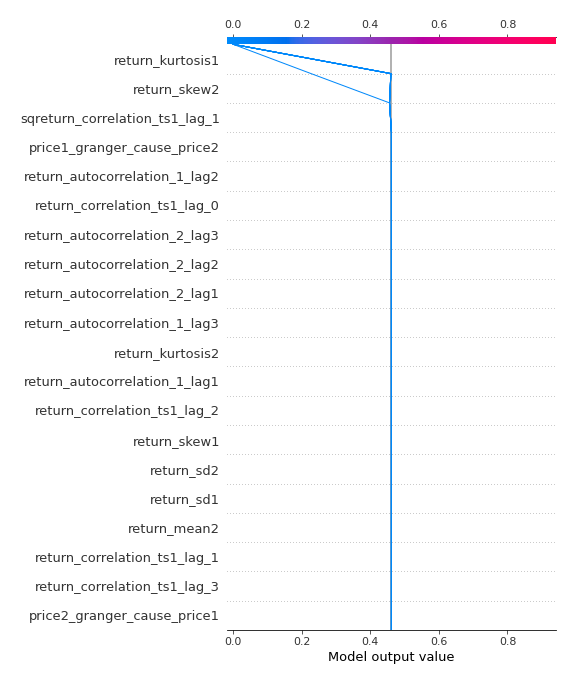 0.0 0.2 0.4 0.6 0.8
return_kurtosis1
return_skew2
sqreturn_correlation_ts1_lag_1
price1_granger_cause_price2
return_autocorrelation_1_lag2
return_correlation_ts1_lag_0
return_autocorrelation_2_lag3
return_autocorrelation_2_lag2
return_autocorrelation_2_lag1
return_autocorrelation_1_lag3
return_kurtosis2
return_autocorrelation_1_lag1
return_correlation_ts1_lag_2
return_skew1
return_sd2
return_sd1
return_mean2
return_correlation_ts1_lag_1
return_correlation_ts1_lag_3
price2_granger_cause_price1
0.0 0.2 0.4 0.6 0.8
Model output value